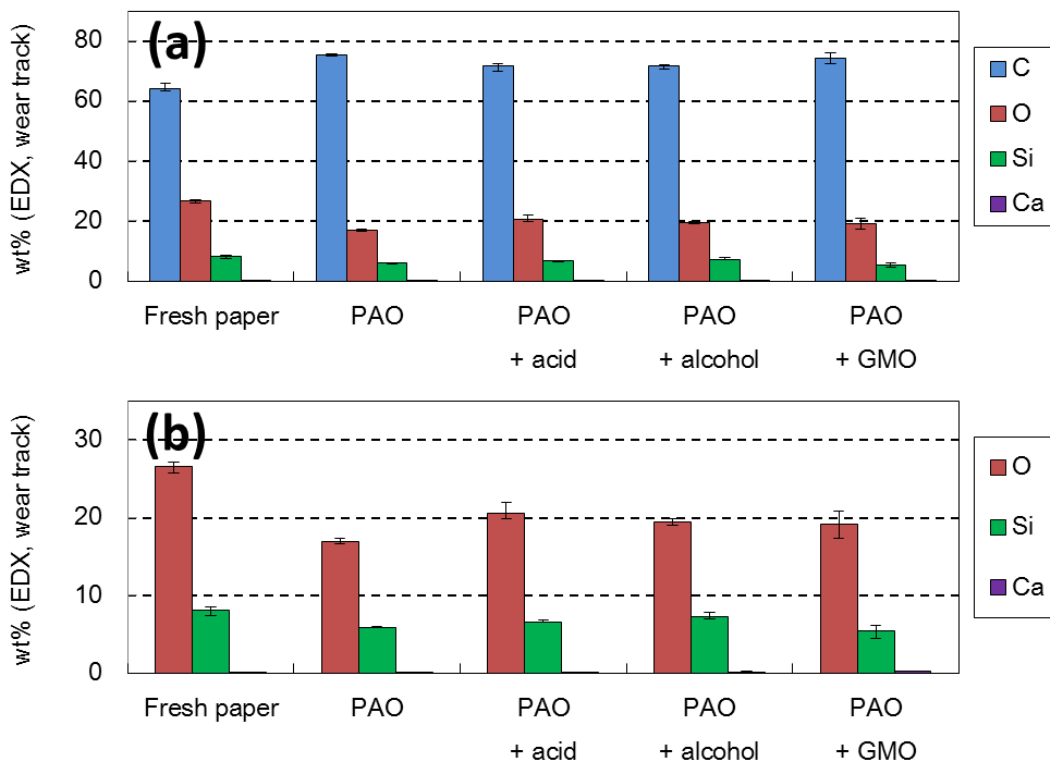 (a)
wt% (EDX, wear track)
80
60
40
20
0
Fresh paper PAO PAO PAO PAO
+ acid + alcohol + GMO
C
O
Si
Ca
(b)
wt% (EDX, wear track)
30
20
10
0
Fresh paper PAO PAO PAO PAO
+ acid + alcohol + GMO
O
Si
Ca